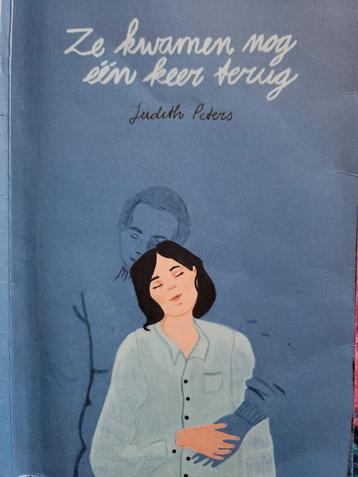 Ze kwamen nog
één keer terug
Judith Peters